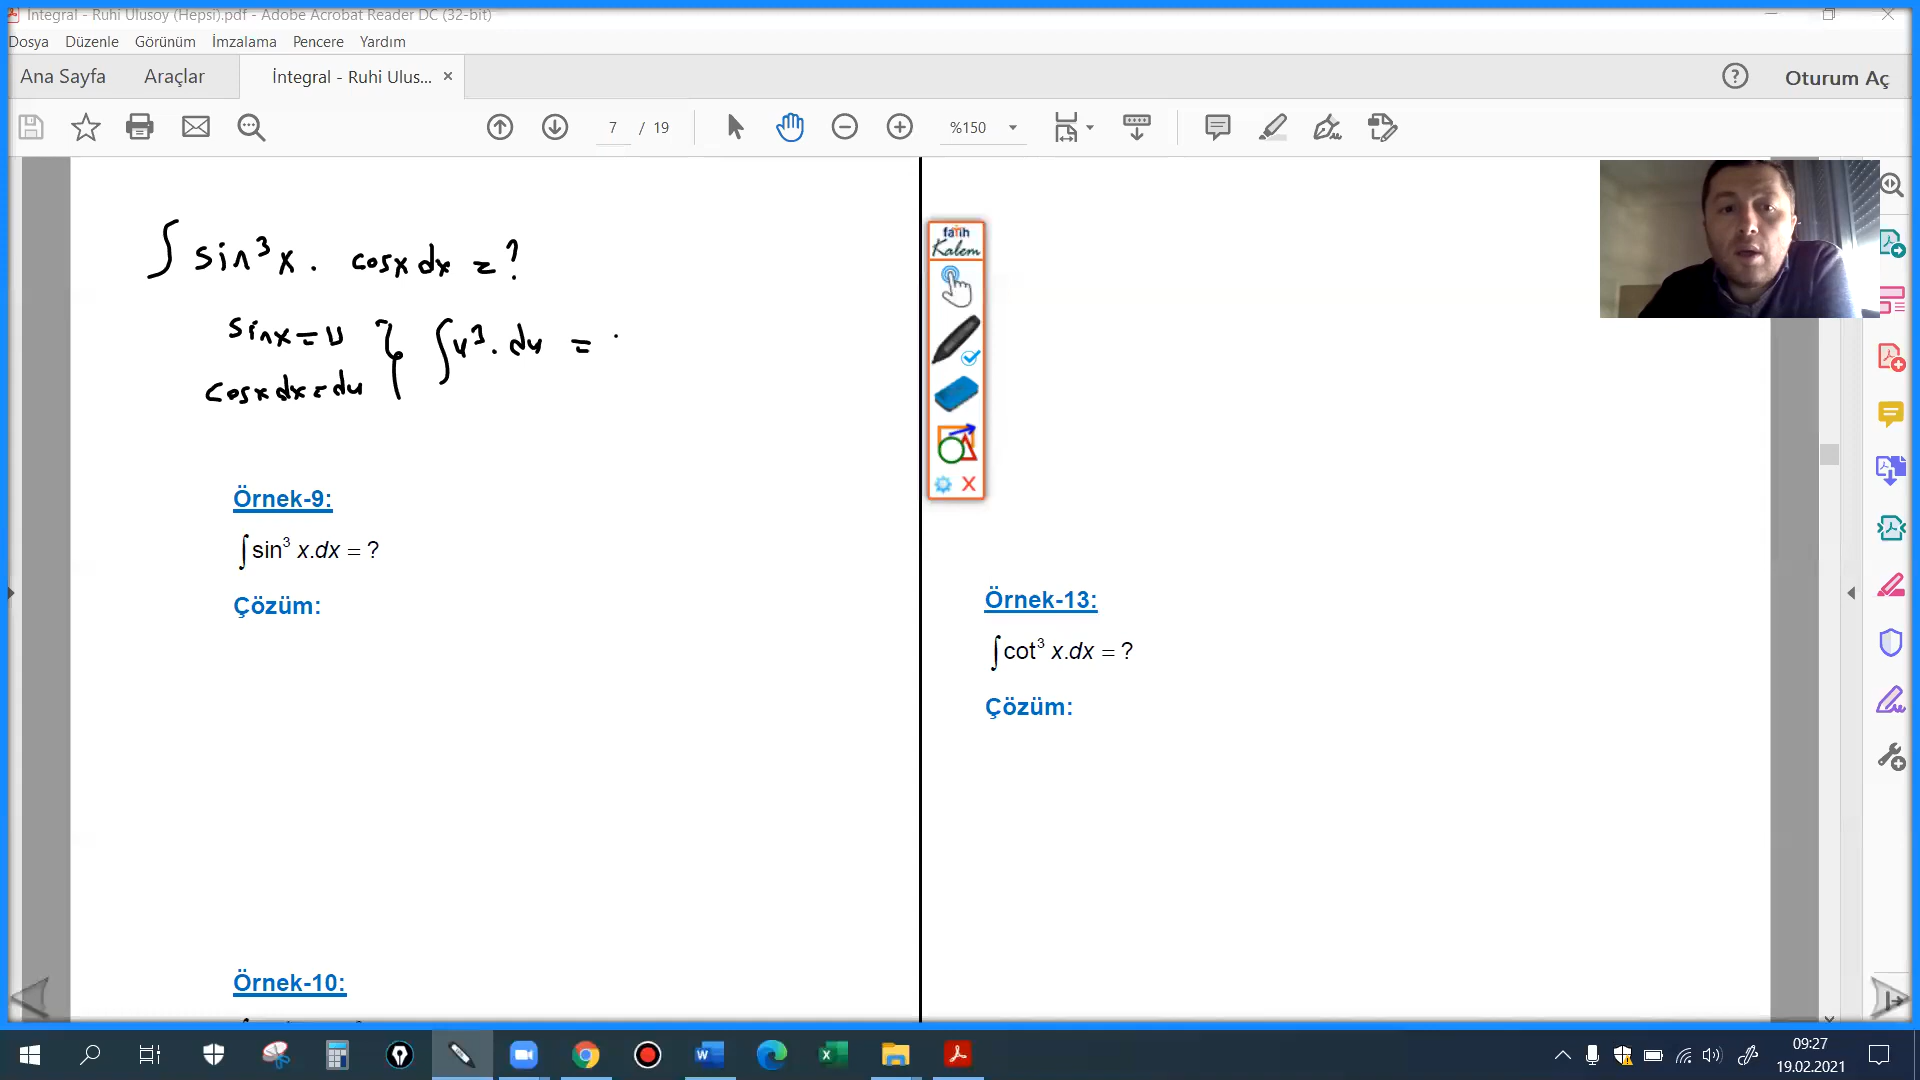 İntegral - Ruhi Ulusoy (Hepsi).pdf - Adobe Acrobat Reader DC (32-bit)
Dosya Düzenle Görünüm İmzalama Pencere Yardım
Ana Sayfa Araçlar İntegral - Ruhi Ulus... × Oturum Aç
7 / 19 %150
∫ sin³x . cosx dx = ?
sinx = u } ∫u³ . du =
cosx dx = du
fatih
Kalem
Örnek-9:
∫sin³ x.dx = ?
Çözüm:
Örnek-10:
Örnek-13:
∫cot³ x.dx = ?
Çözüm:
09:27
19.02.2021